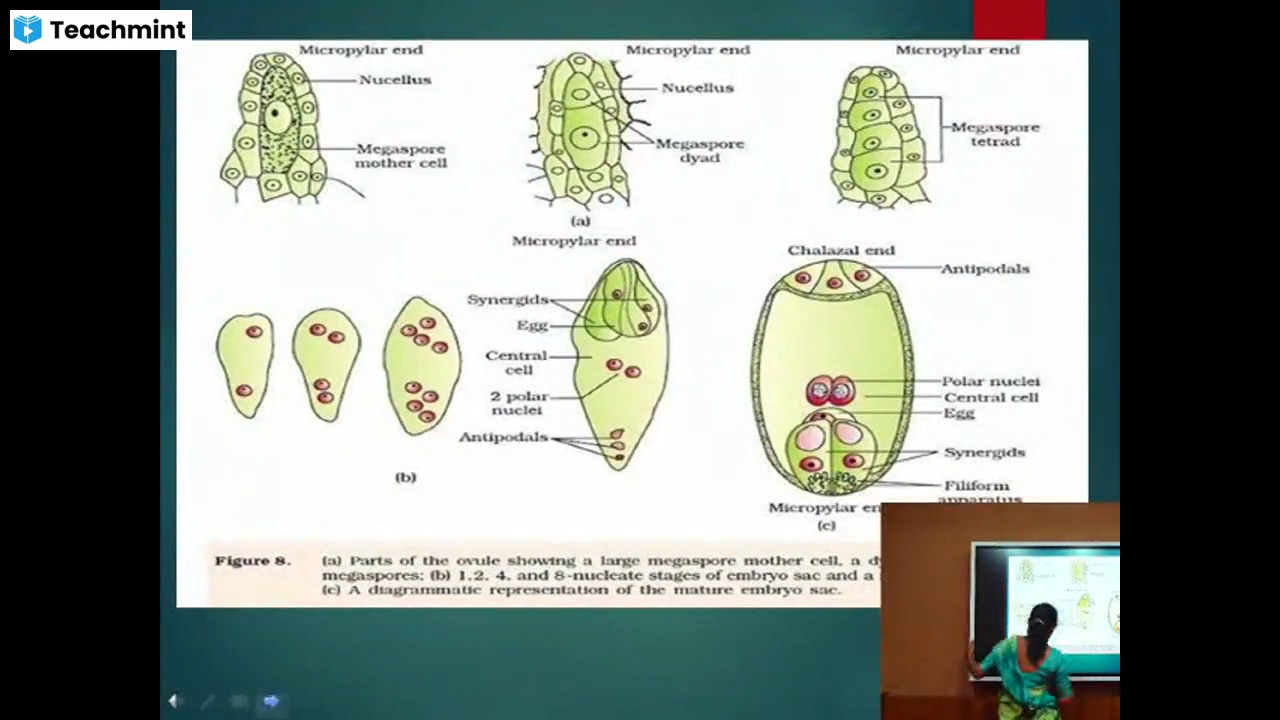 Teachmint
Micropylar end
Nucellus
Megaspore
mother cell
Micropylar end
Nucellus
Megaspore
dyad
Micropylar end
Megaspore
tetrad
(a)
Micropylar end
Synergids
Egg
Central
cell
2 polar
nuclei
Antipodals
(b)
Chalazal end
Antipodals
Polar nuclei
Central cell
Egg
Synergids
Filiform
apparatus
Micropylar en
(c)
Figure 8. (a) Parts of the ovule showing a large megaspore mother cell, a dy
megaspores; (b) 1,2, 4, and 8-nucleate stages of embryo sac and a
(c) A diagrammatic representation of the mature embryo sac.